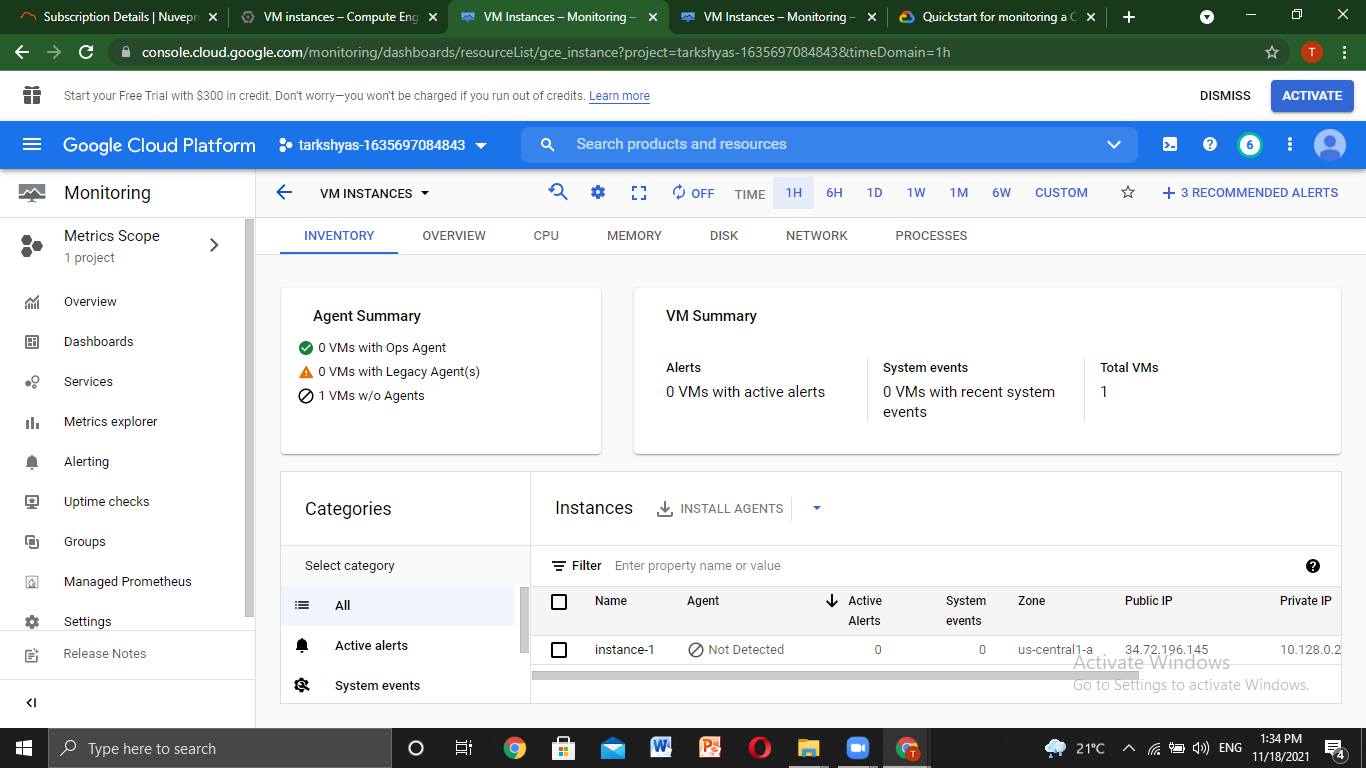 Subscription Details | Nuvepr
VM instances – Compute Eng
VM Instances – Monitoring –
VM Instances – Monitoring –
Quickstart for monitoring a C
console.cloud.google.com/monitoring/dashboards/resourceList/gce_instance?project=tarkshyas-1635697084843&timeDomain=1h
T
Start your Free Trial with $300 in credit. Don't worry—you won't be charged if you run out of credits. Learn more
DISMISS
ACTIVATE
Google Cloud Platform
tarkshyas-1635697084843
Search products and resources
6
Monitoring
VM INSTANCES
OFF
TIME
1H
6H
1D
1W
1M
6W
CUSTOM
+ 3 RECOMMENDED ALERTS
Metrics Scope
1 project
INVENTORY
OVERVIEW
CPU
MEMORY
DISK
NETWORK
PROCESSES
Overview
Dashboards
Services
Metrics explorer
Alerting
Uptime checks
Groups
Managed Prometheus
Settings
Release Notes
Agent Summary
0 VMs with Ops Agent
0 VMs with Legacy Agent(s)
1 VMs w/o Agents
VM Summary
Alerts
0 VMs with active alerts
System events
0 VMs with recent system
events
Total VMs
1
Categories
Select category
All
Active alerts
System events
Instances
INSTALL AGENTS
Filter
Enter property name or value
Name
Agent
Active
Alerts
System
events
Zone
Public IP
Private IP
instance-1
Not Detected
0
0
us-central1-a
34.72.196.145
10.128.0.2
Activate Windows
Go to Settings to activate Windows.
Type here to search
T
21°C
ENG
1:34 PM
11/18/2021
4